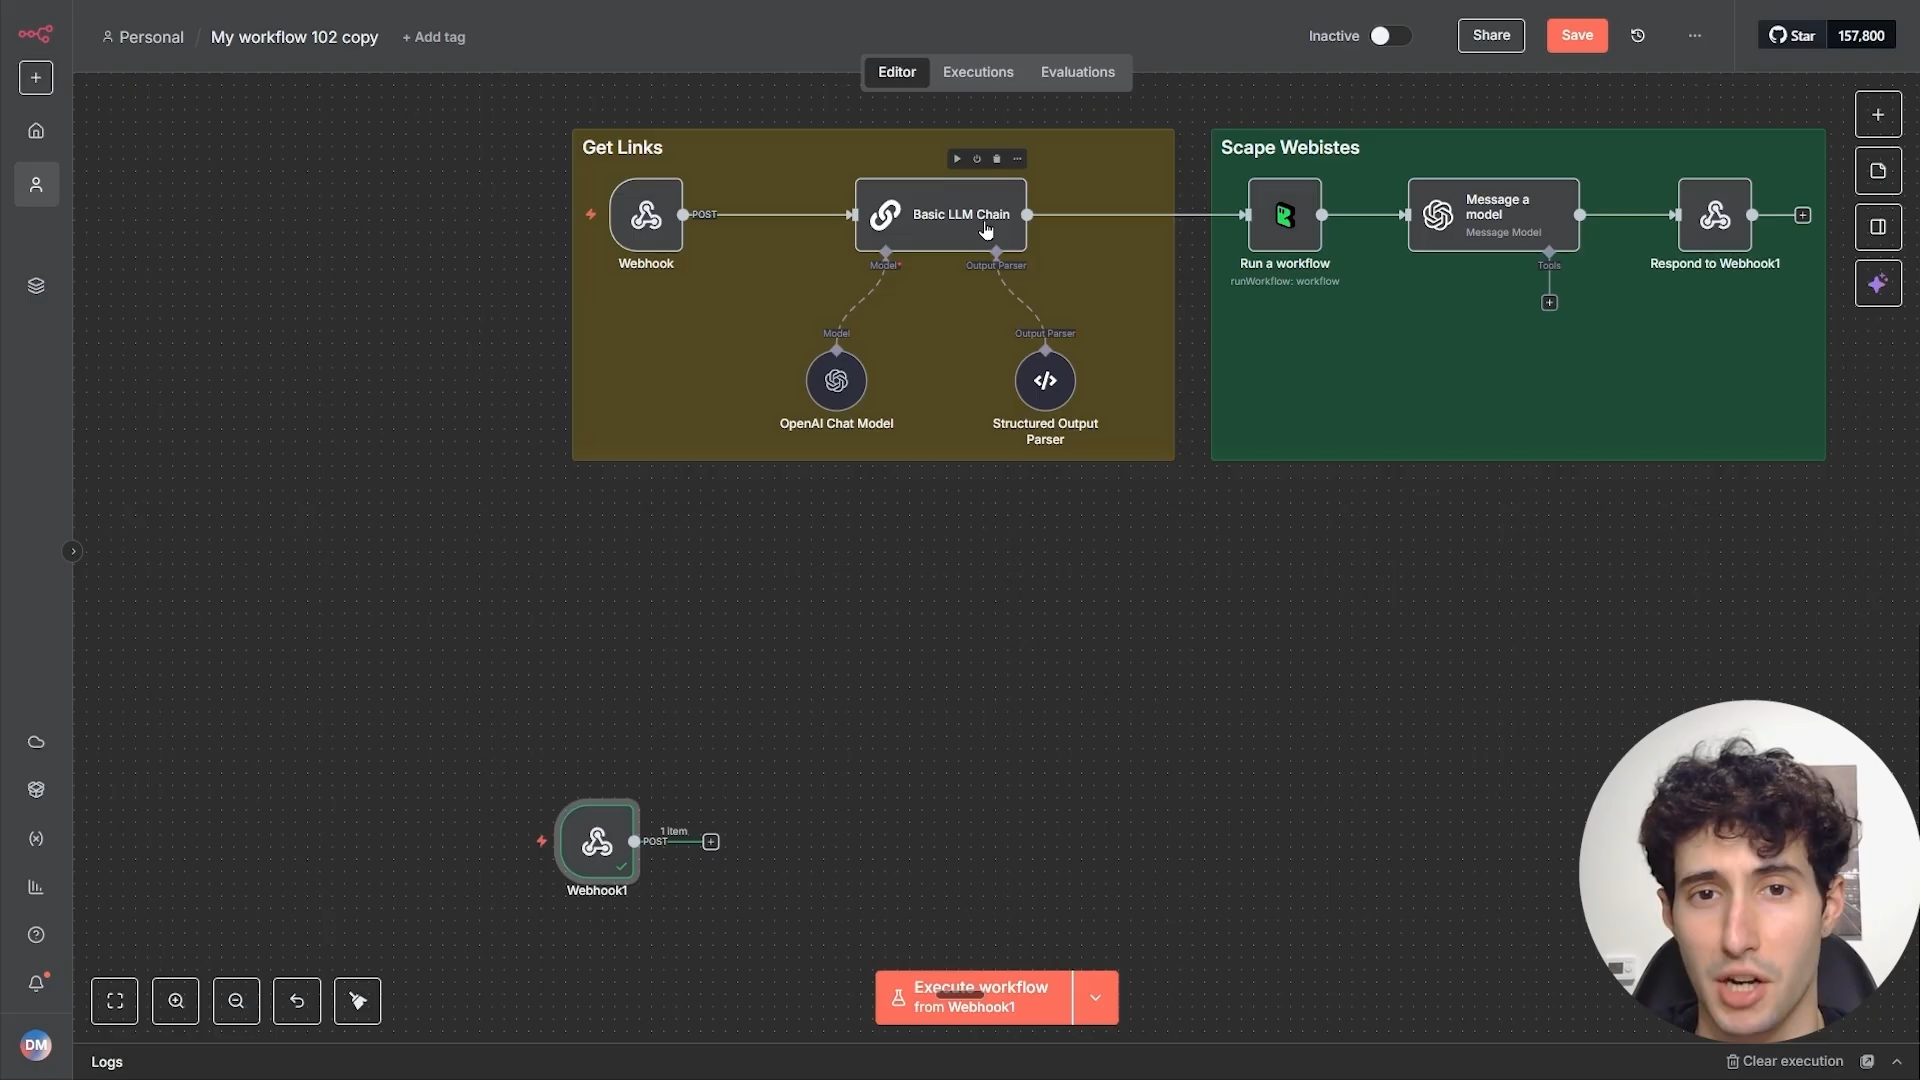 Personal / My workflow 102 copy + Add tag
Inactive
Share
Save
Star 157,800
Editor Executions Evaluations
Get Links
Scape Webistes
POST
Basic LLM Chain
Message a
model
Message Model
Webhook
Model*
Output Parser
Run a workflow
runWorkflow: workflow
Tools
Respond to Webhook1
Model
Output Parser
OpenAI Chat Model
Structured Output
Parser
1 item
POST
Webhook1
Execute workflow
from Webhook1
DM
Logs
Clear execution